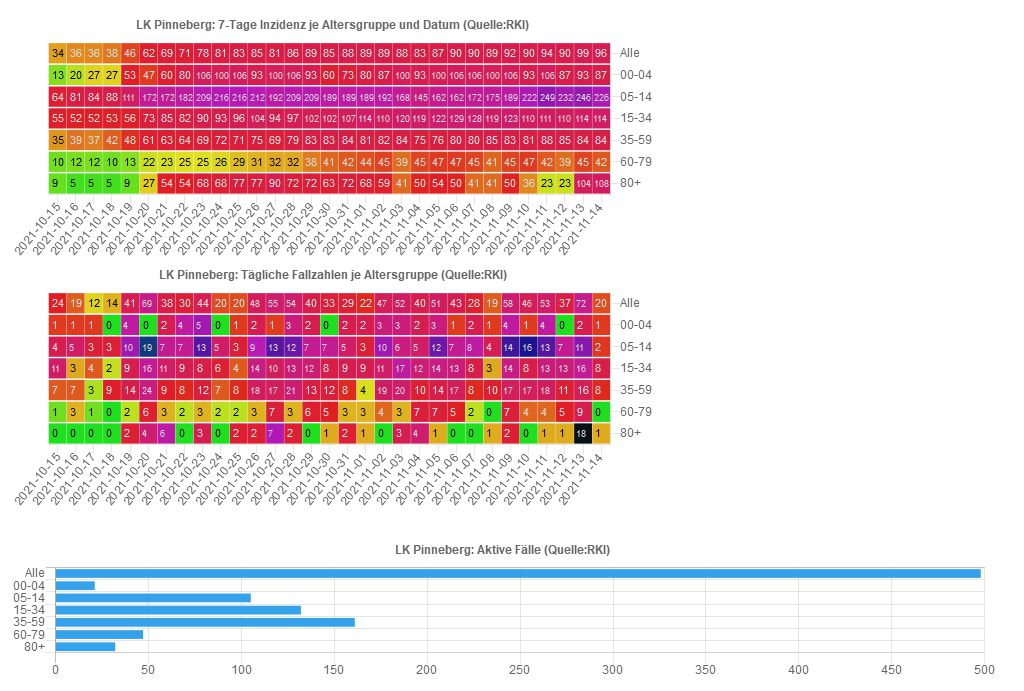 LK Pinneberg: 7-Tage Inzidenz je Altersgruppe und Datum (Quelle:RKI)
34 36 36 38 46 62 69 71 78 81 83 85 81 86 89 85 88 89 89 88 83 87 90 90 89 92 90 94 90 99 96 Alle
13 20 27 27 53 47 60 80 106 100 106 93 100 106 93 60 73 80 87 100 93 100 106 106 100 106 93 106 87 93 87 00-04
64 81 84 88 111 172 172 182 209 216 216 212 192 209 209 189 189 189 192 168 145 162 162 172 175 189 222 249 232 246 226 05-14
55 52 52 53 56 73 85 82 90 93 96 104 94 97 102 102 107 114 110 120 119 122 129 128 119 123 110 111 110 114 114 15-34
35 39 37 42 48 61 63 64 69 72 71 75 69 79 83 83 84 81 82 84 75 76 80 80 75 83 81 88 85 84 84 35-59
10 12 12 10 13 22 23 25 25 26 29 31 32 32 38 41 42 44 45 39 45 47 47 45 41 45 47 42 39 45 42 60-79
9 5 5 5 9 27 54 54 68 68 77 77 90 72 72 63 72 68 59 41 50 54 50 41 41 50 36 23 23 104 108 80+
2021-10-15 2021-10-16 2021-10-17 2021-10-18 2021-10-19 2021-10-20 2021-10-21 2021-10-22 2021-10-23 2021-10-24 2021-10-25 2021-10-26 2021-10-27 2021-10-28 2021-10-29 2021-10-30 2021-10-31 2021-11-01 2021-11-02 2021-11-03 2021-11-04 2021-11-05 2021-11-06 2021-11-07 2021-11-08 2021-11-09 2021-11-10 2021-11-11 2021-11-12 2021-11-13 2021-11-14
LK Pinneberg: Tägliche Fallzahlen je Altersgruppe (Quelle:RKI)
24 19 12 14 41 69 38 30 44 20 20 48 55 54 40 33 29 22 47 52 40 51 43 28 19 58 46 53 37 72 20 Alle
1 1 1 0 4 0 2 4 5 0 1 2 1 3 2 0 2 2 3 3 2 3 1 2 1 4 1 4 0 2 1 00-04
4 5 3 3 10 19 7 7 13 5 3 9 13 12 7 7 5 3 10 6 5 12 7 8 4 14 16 13 7 11 2 05-14
11 3 4 2 9 16 11 9 8 6 4 14 10 13 12 8 9 9 11 17 12 14 13 8 3 14 8 13 13 16 8 15-34
7 7 3 9 14 24 9 8 12 7 8 18 17 21 13 12 8 4 19 20 10 14 17 8 10 17 17 18 11 16 8 35-59
1 3 1 0 2 6 3 2 3 2 2 3 7 3 6 5 3 3 4 3 7 7 5 2 0 7 4 4 5 9 0 60-79
0 0 0 0 2 4 6 0 3 0 2 2 7 2 0 1 2 1 0 3 4 1 0 0 1 2 0 1 1 18 1 80+
2021-10-15 2021-10-16 2021-10-17 2021-10-18 2021-10-19 2021-10-20 2021-10-21 2021-10-22 2021-10-23 2021-10-24 2021-10-25 2021-10-26 2021-10-27 2021-10-28 2021-10-29 2021-10-30 2021-10-31 2021-11-01 2021-11-02 2021-11-03 2021-11-04 2021-11-05 2021-11-06 2021-11-07 2021-11-08 2021-11-09 2021-11-10 2021-11-11 2021-11-12 2021-11-13 2021-11-14
LK Pinneberg: Aktive Fälle (Quelle:RKI)
Alle
00-04
05-14
15-34
35-59
60-79
80+
0 50 100 150 200 250 300 350 400 450 500